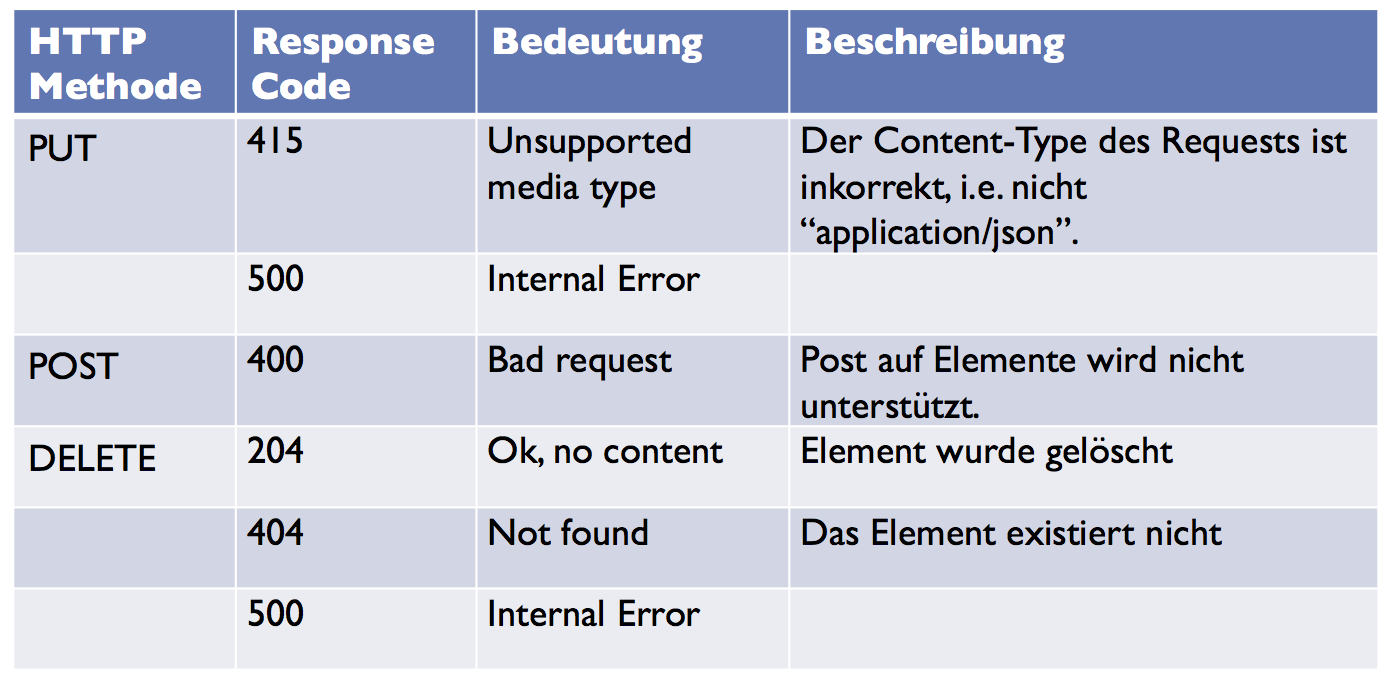 HTTP Methode Response Code Bedeutung Beschreibung
PUT 415 Unsupported media type Der Content-Type des Requests ist
inkorrekt, i.e. nicht
“application/json”.
500 Internal Error
POST 400 Bad request Post auf Elemente wird nicht
unterstützt.
DELETE 204 Ok, no content Element wurde gelöscht
404 Not found Das Element existiert nicht
500 Internal Error